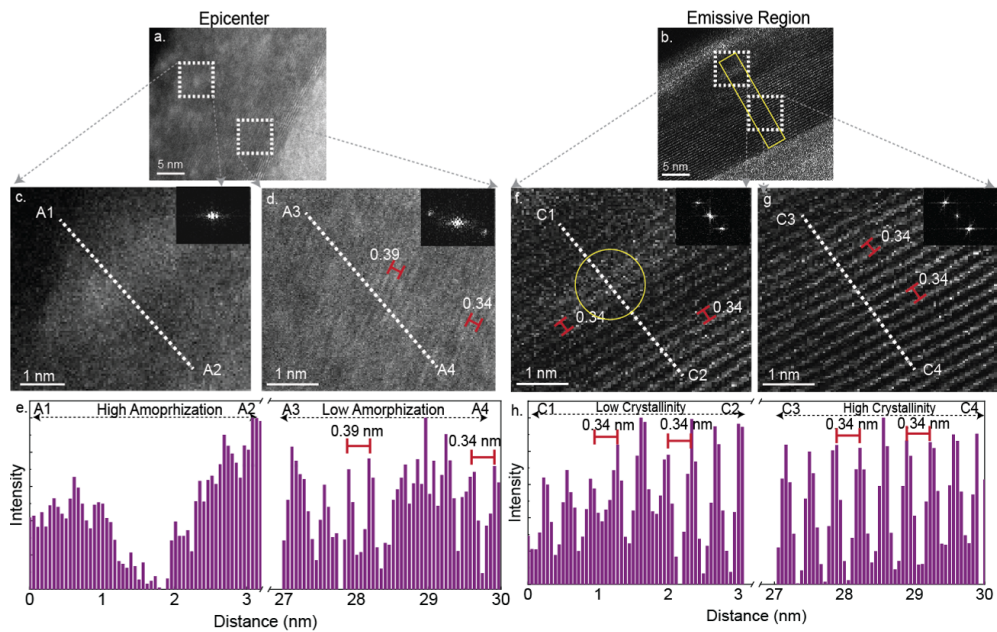 Epicenter
Emissive Region
a.
5 nm
b.
5 nm
c.
A1
A2
1 nm
d.
A3
0.39
0.34
A4
1 nm
f.
C1
0.34
0.34
C2
1 nm
g.
C3
0.34
0.34
C4
1 nm
e.
A1
High Amoprhization
A2
A3
Low Amorphization
A4
0.39 nm
0.34 nm
Intensity
0 1 2 3 27 28 29 30
Distance (nm)
h.
C1
Low Crystallinity
C2
C3
High Crystallinity
C4
0.34 nm
0.34 nm
0.34 nm
0.34 nm
Intensity
0 1 2 3 27 28 29 30
Distance (nm)